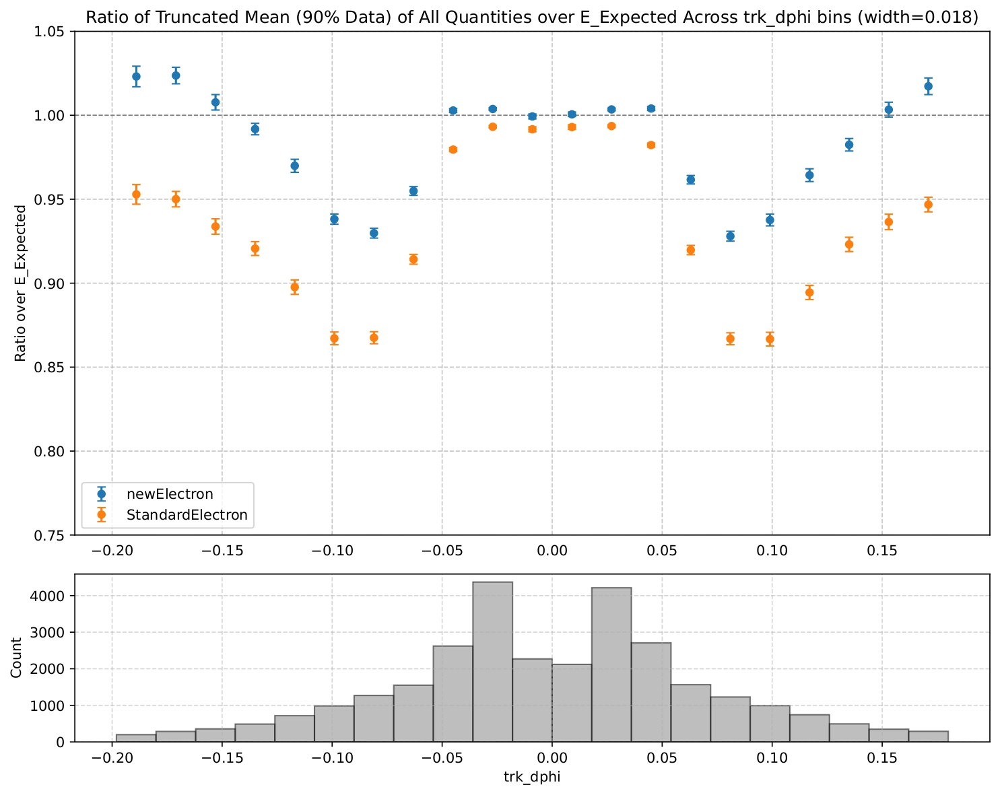 Ratio of Truncated Mean (90% Data) of All Quantities over E_Expected Across trk_dphi bins (width=0.018)
Ratio over E_Expected
1.05
1.00
0.95
0.90
0.85
0.80
0.75
newElectron
StandardElectron
−0.20 −0.15 −0.10 −0.05 0.00 0.05 0.10 0.15
Count
4000
3000
2000
1000
0
−0.20 −0.15 −0.10 −0.05 0.00 0.05 0.10 0.15
trk_dphi